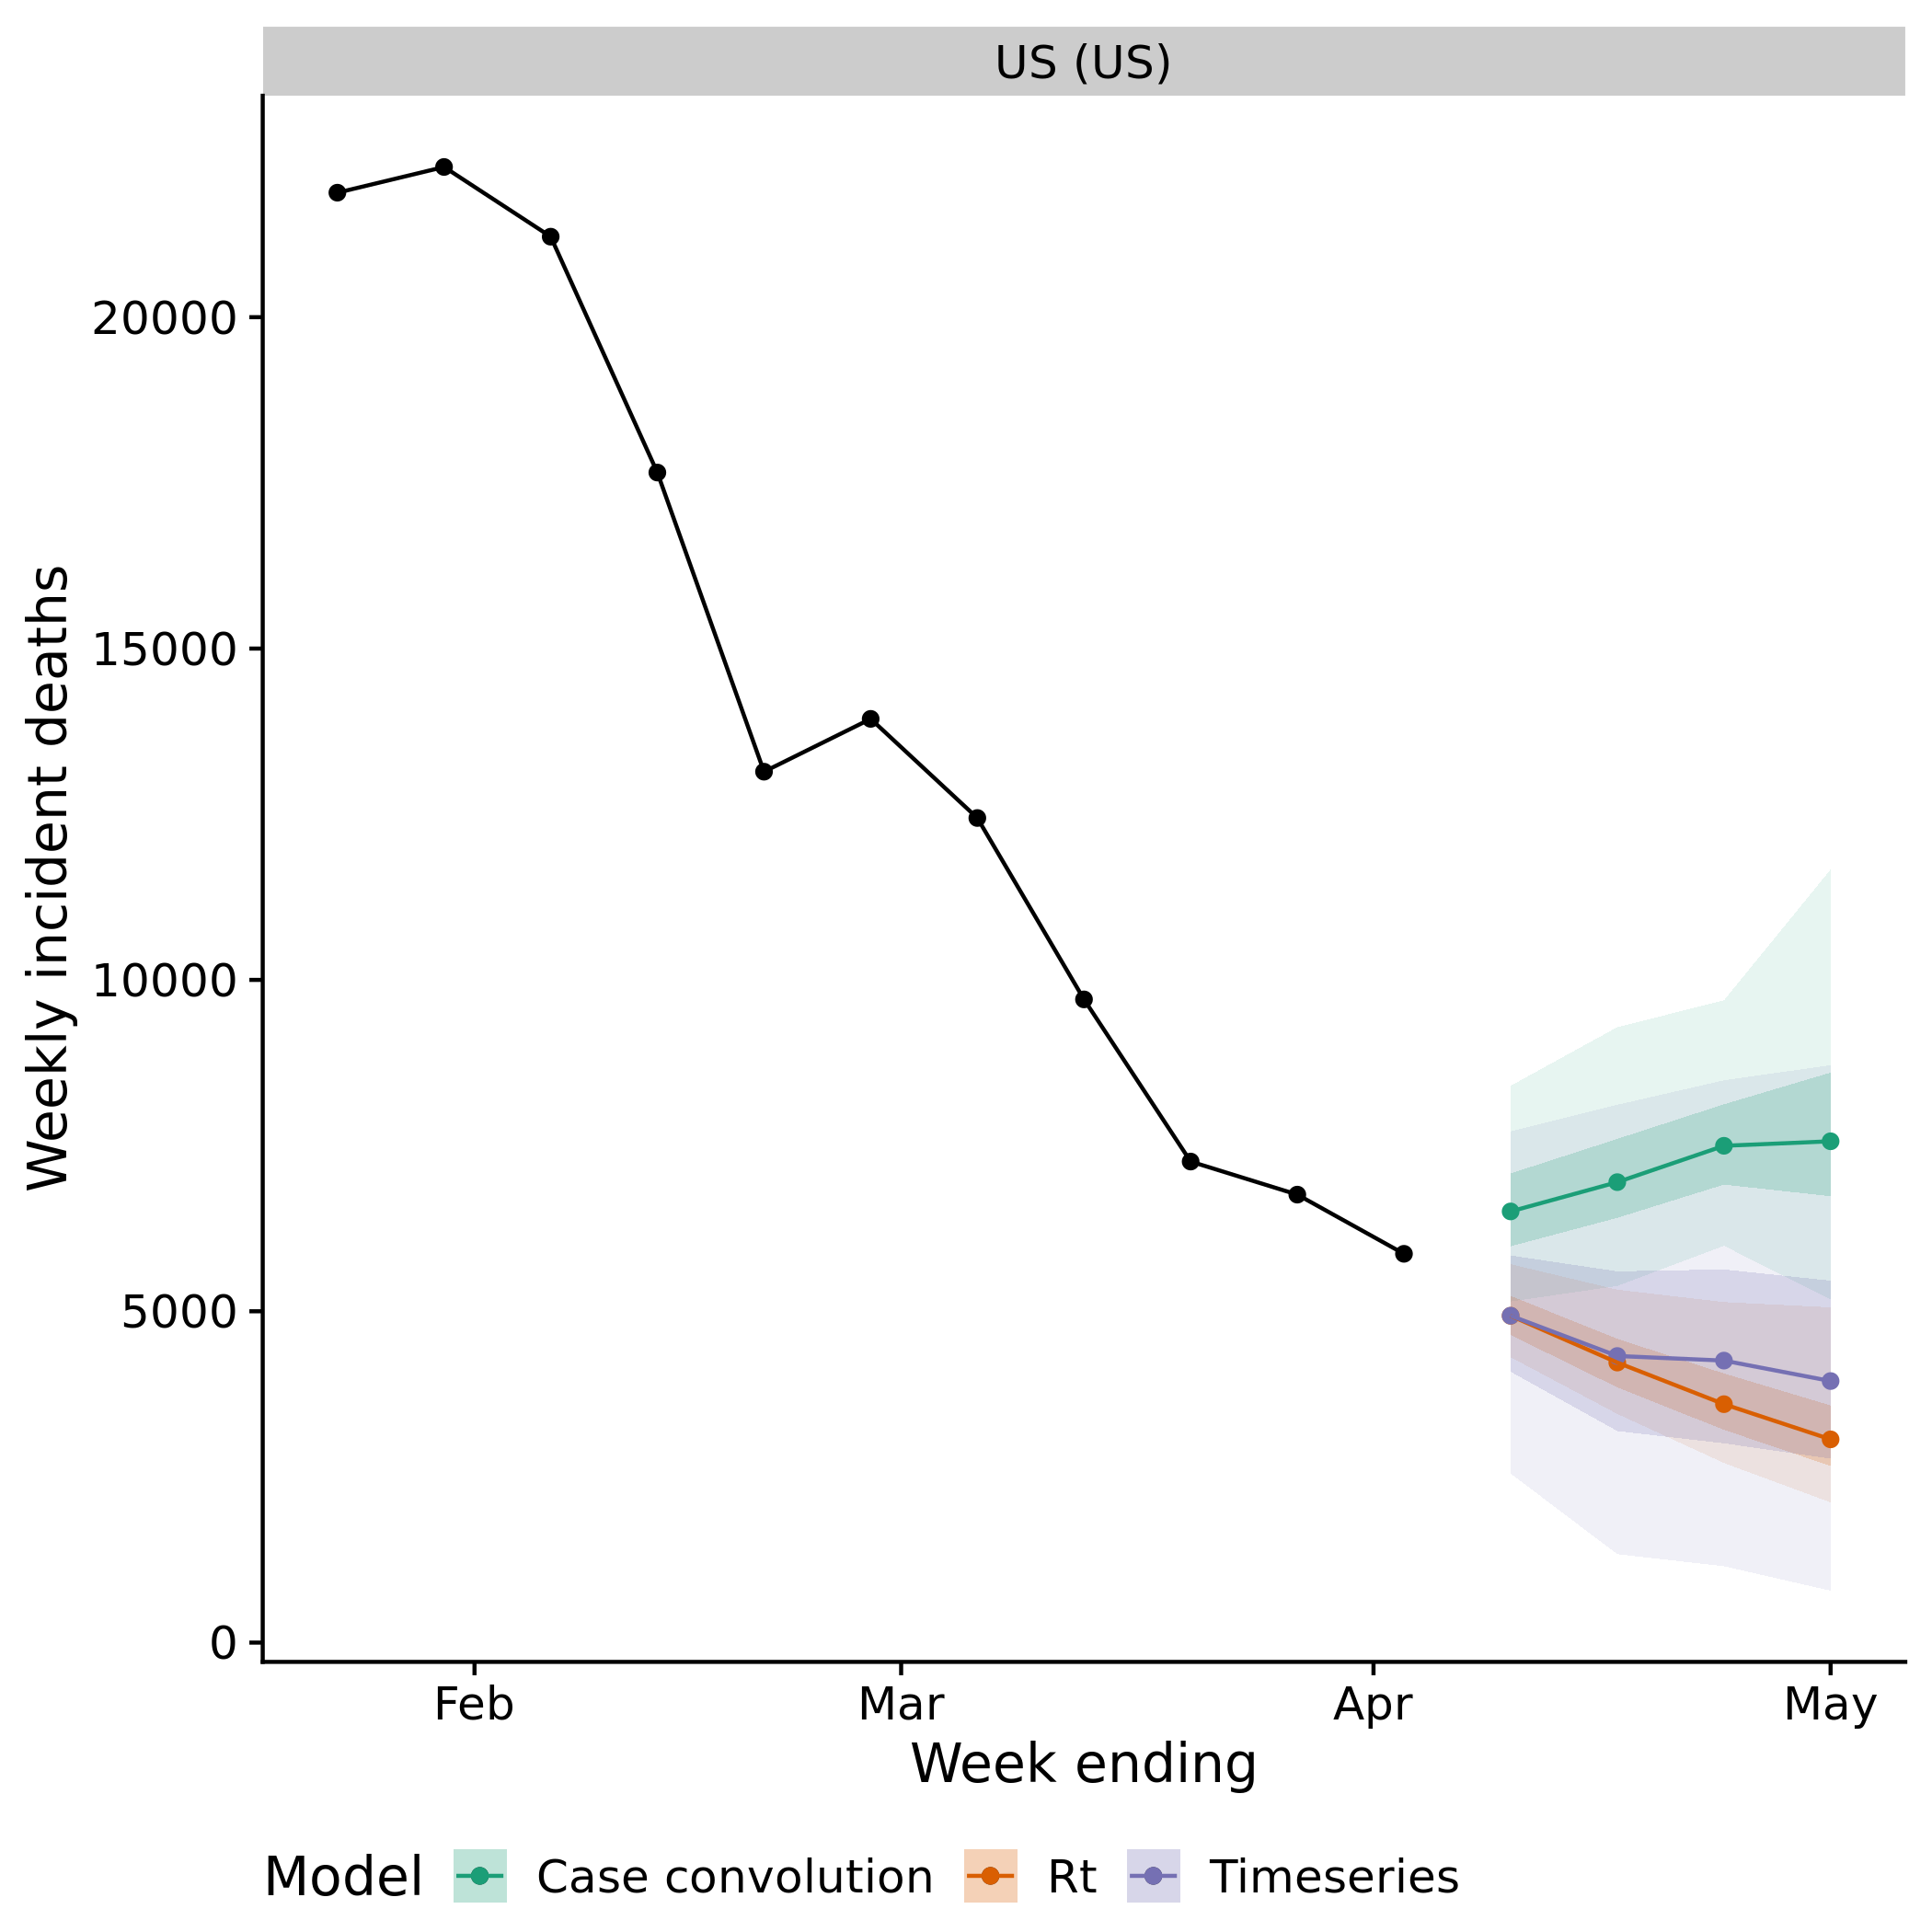 US (US)
Weekly incident deaths
20000
15000
10000
5000
0
Feb Mar Apr May
Week ending
Model Case convolution Rt Timeseries